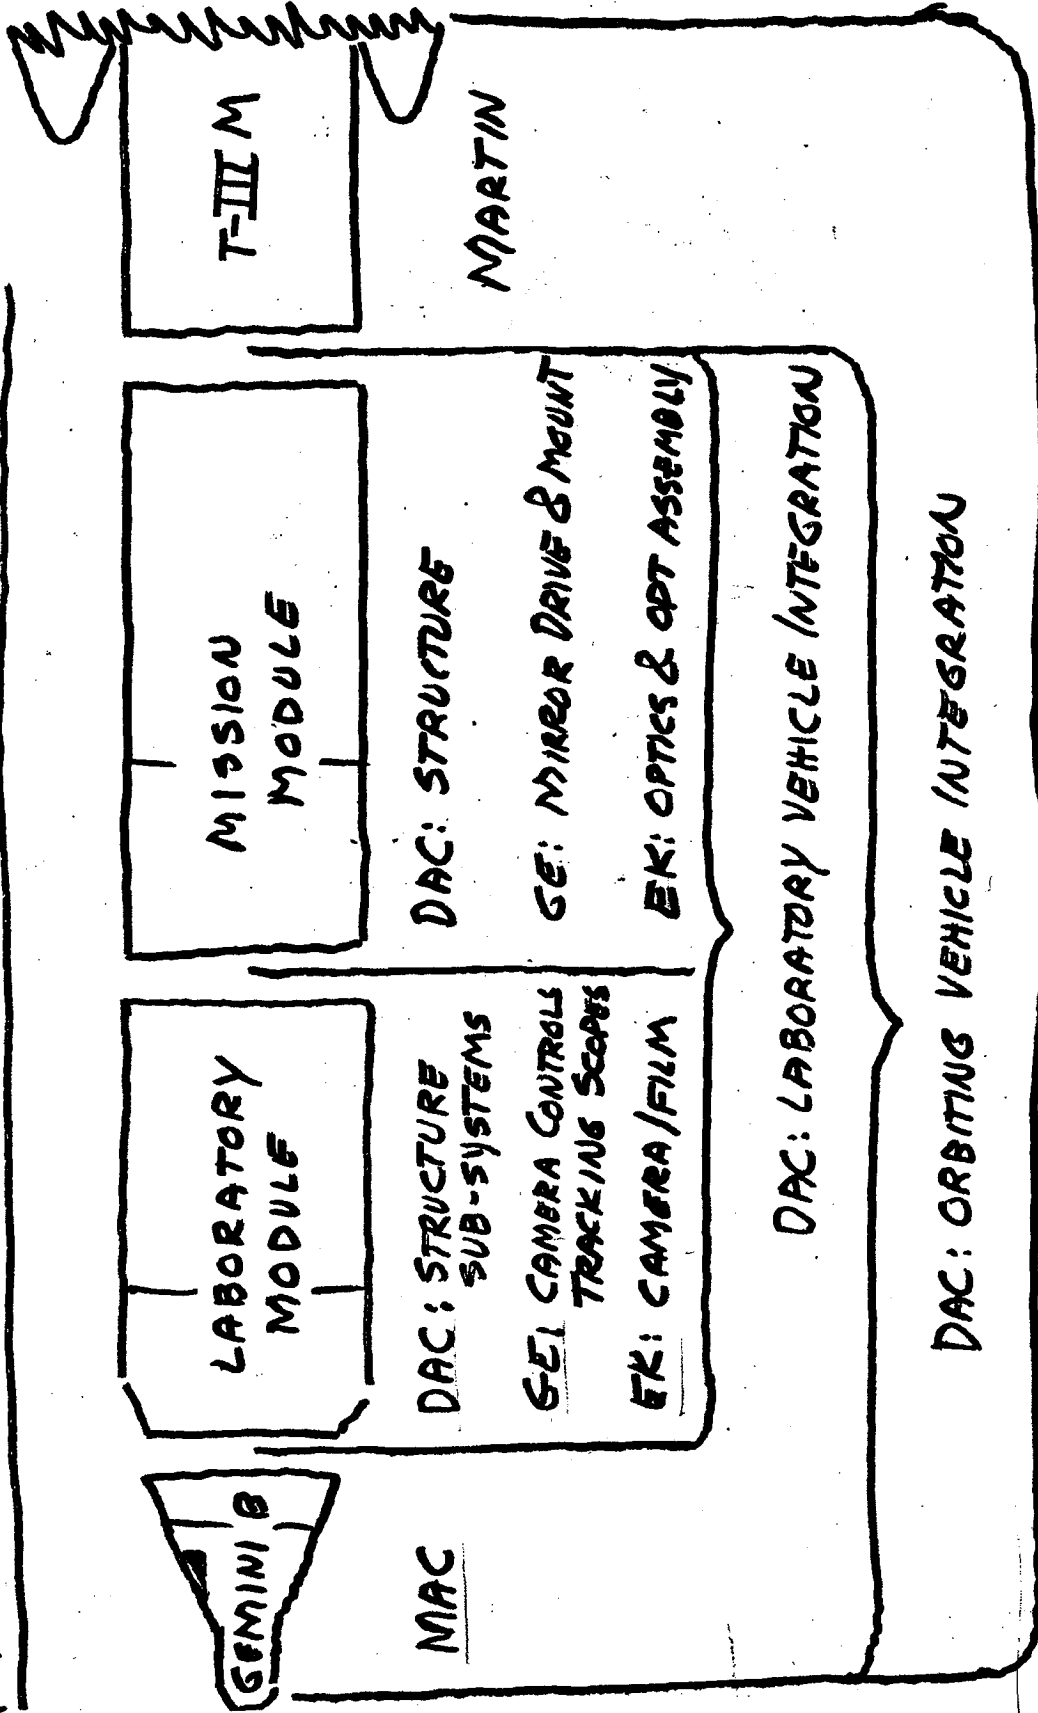 GEMINI B
LABORATORY
MODULE
MISSION
MODULE
T-III M
MAC
DAC: STRUCTURE
SUB-SYSTEMS
GE: CAMERA CONTROLS
TRACKING SCOPES
EK: CAMERA/FILM
DAC: STRUCTURE
GE: MIRROR DRIVE & MOUNT
EK: OPTICS & OPT ASSEMBLY
MARTIN
DAC: LABORATORY VEHICLE INTEGRATION
DAC: ORBITING VEHICLE INTEGRATION